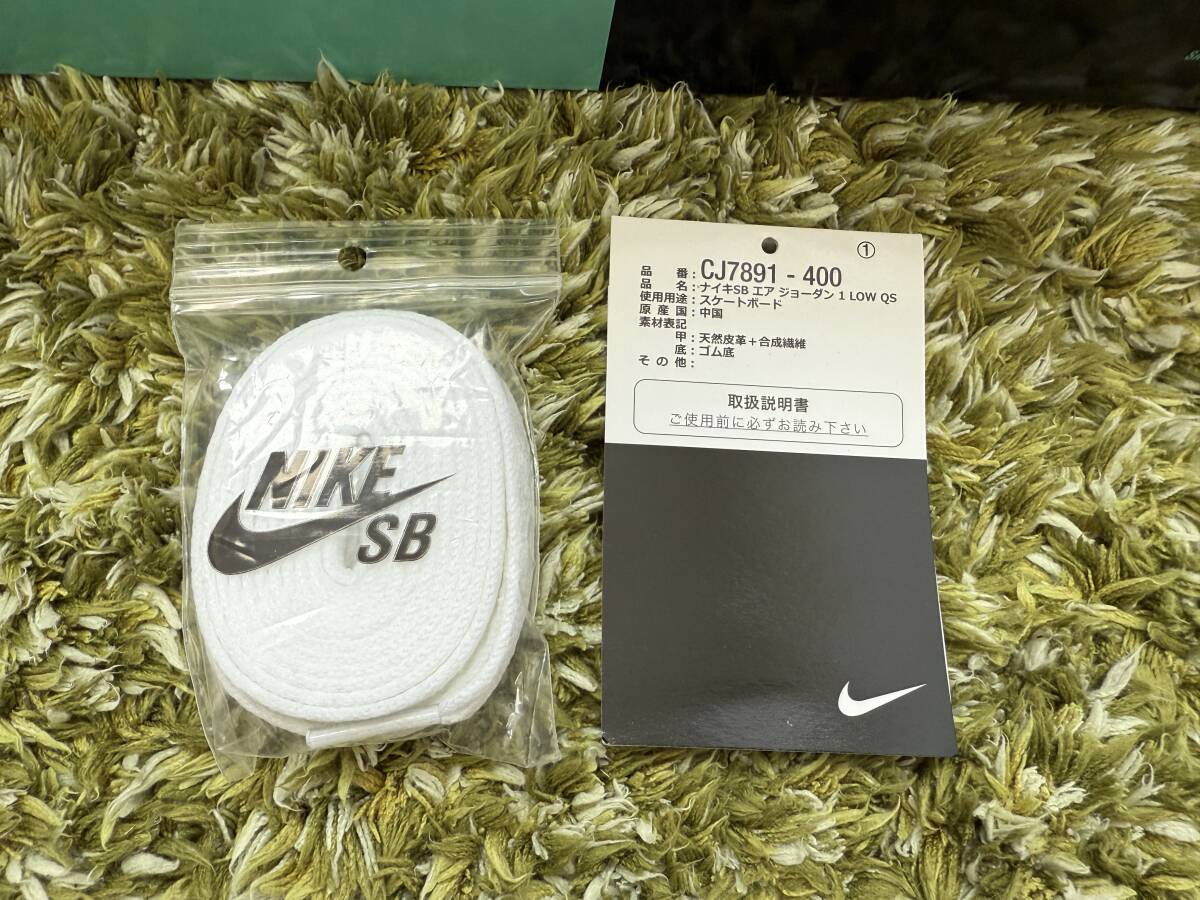 NIKE
SB
①
品 番 : CJ7891 - 400
品 名 : ナイキSB エア ジョーダン 1 LOW QS
使用用途 : スケートボード
原 産 国 : 中国
素材表記
甲 : 天然皮革+合成繊維
底 : ゴム底
そ の 他 :
取扱説明書
ご使用前に必ずお読み下さい